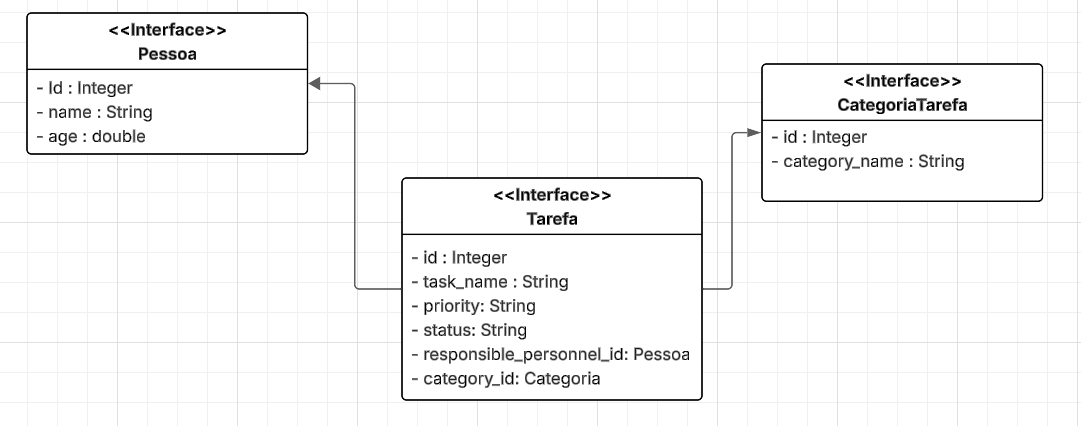 <<Interface>>
Pessoa
- Id : Integer
- name : String
- age : double
<<Interface>>
CategoriaTarefa
- id : Integer
- category_name : String
<<Interface>>
Tarefa
- id : Integer
- task_name : String
- priority: String
- status: String
- responsible_personnel_id: Pessoa
- category_id: Categoria